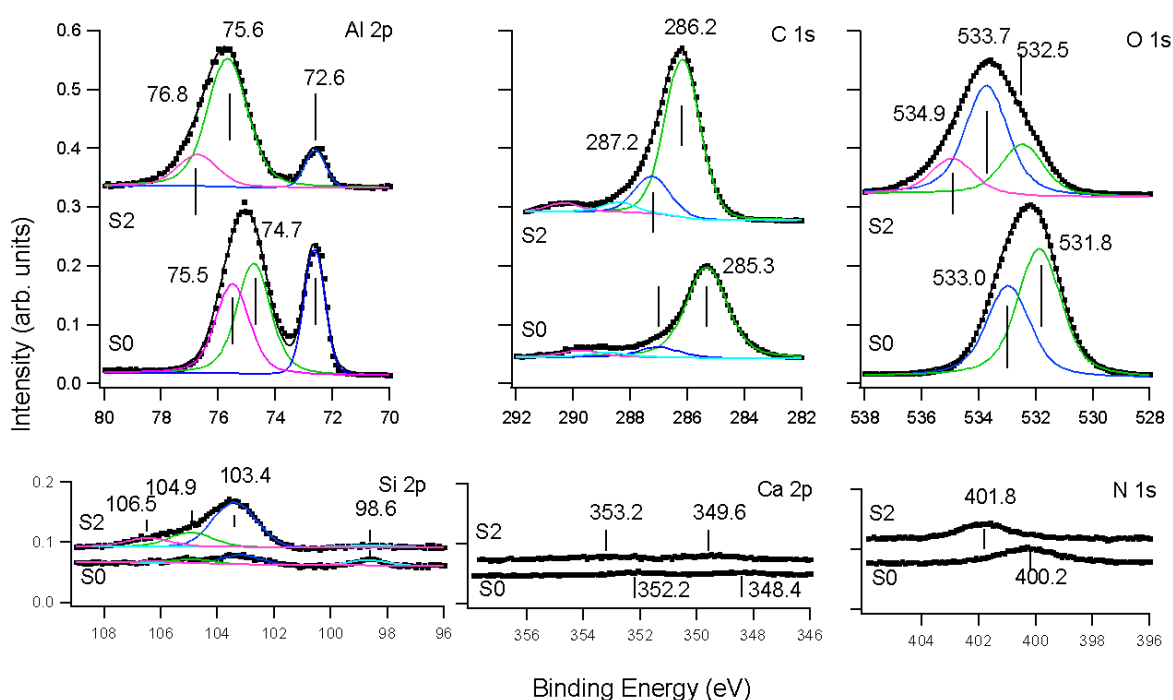 Intensity (arb. units)
Al 2p
0.6
0.5
0.4
0.3
0.2
0.1
0.0
75.6
76.8
72.6
S2
74.7
75.5
S0
80 78 76 74 72 70
C 1s
286.2
287.2
S2
285.3
S0
292 290 288 286 284 282
O 1s
533.7
532.5
534.9
S2
531.8
533.0
S0
538 536 534 532 530 528
Si 2p
0.2
0.1
0.0
106.5 104.9 103.4
98.6
S2
S0
108 106 104 102 100 98 96
Ca 2p
353.2 349.6
S2
S0
352.2 348.4
356 354 352 350 348 346
N 1s
401.8
S2
S0
400.2
404 402 400 398 396
Binding Energy (eV)